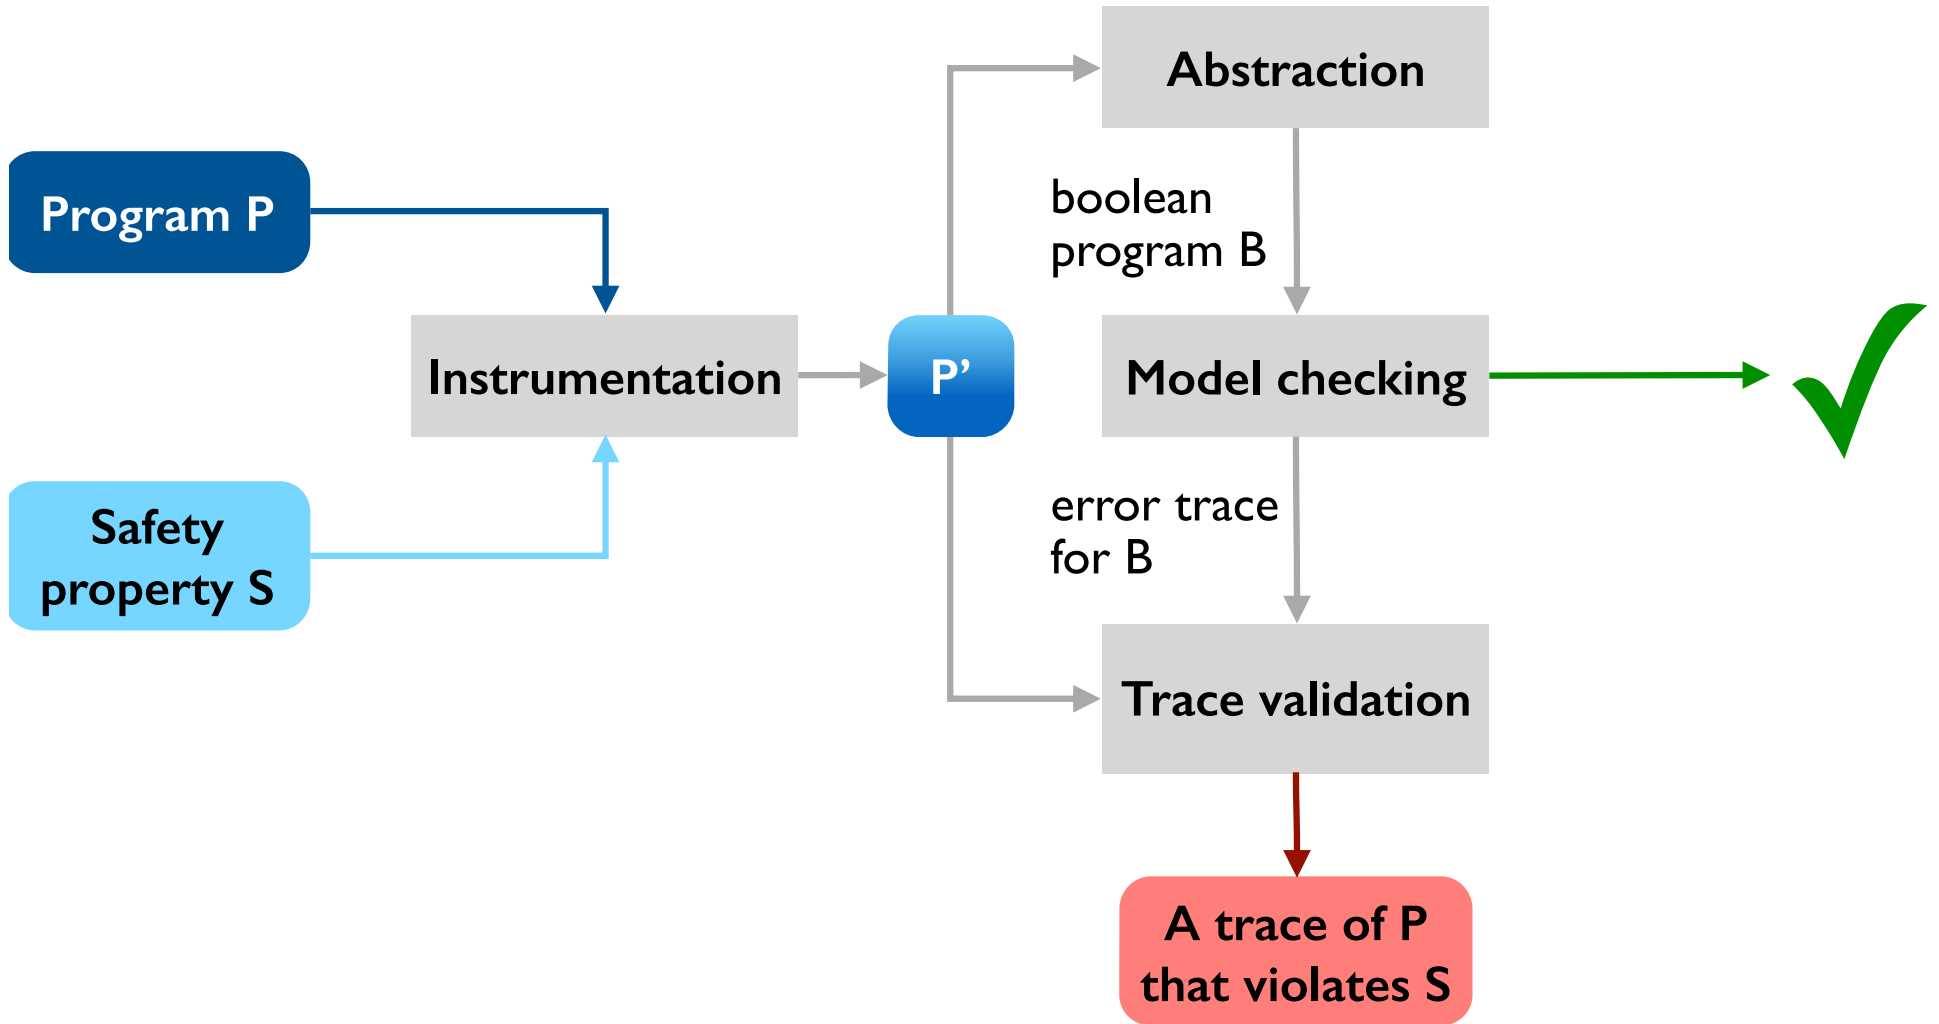 Abstraction
Program P
boolean
program B
Instrumentation
P’
Model checking
Safety
property S
error trace
for B
Trace validation
A trace of P
that violates S